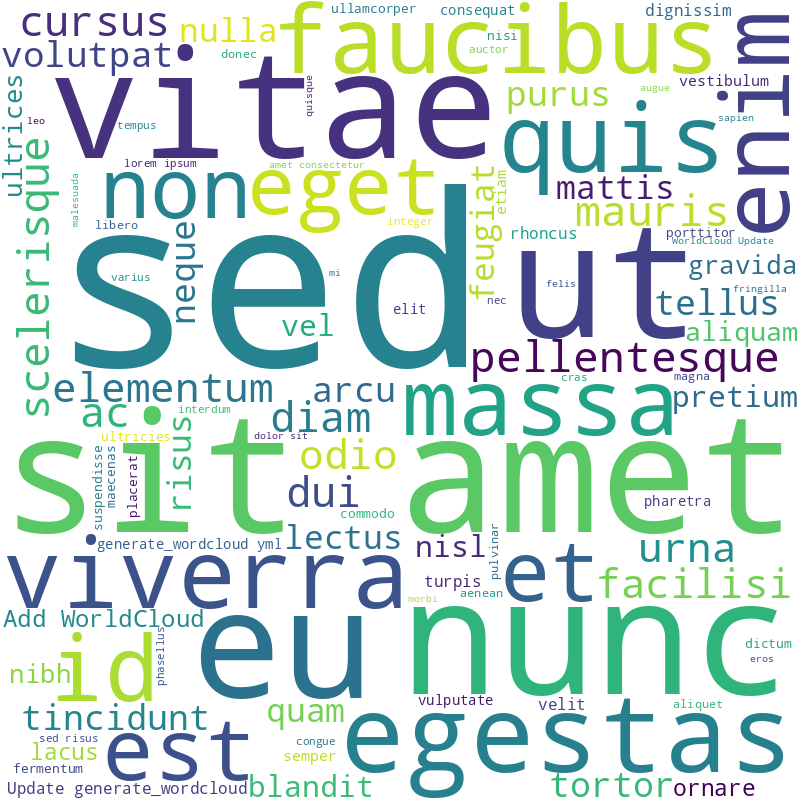 cursus
nulla
ullamcorper
consequat
dignissim
faucibus
nisi
auctor
volutpat
donec
enim
vitae
quisque
vestibulum
purus
augue
ultrices
leo
tempus
quis
sapien
lorem ipsum
amet consectetur
malesuada
scelerisque
non
eget
etiam
feugiat
mattis
mauris
integer
libero
neque
sed
ut
rhoncus
porttitor
WorldCloud Update
gravida
varius
mi
felis
fringilla
nec
tellus
elit
vel
aliquam
pellentesque
elementum
arcu
massa
cras
magna
pretium
ac
interdum
diam
risus
ultricies
dolor sit
sit amet
odio
suspendisse
maecenas
placerat
dui
pharetra
commodo
generate_wordcloud yml
lectus
nisl
pulvinar
urna
viverra
turpis
et
facilisi
aenean
morbi
Add WorldCloud
eu
nunc
id
nibh
phasellus
dictum
eros
tincidunt
quam
vulputate
velit
aliquet
sed risus
est
egestas
lacus
congue
semper
fermentum
Update generate_wordcloud
blandit
tortor
ornare